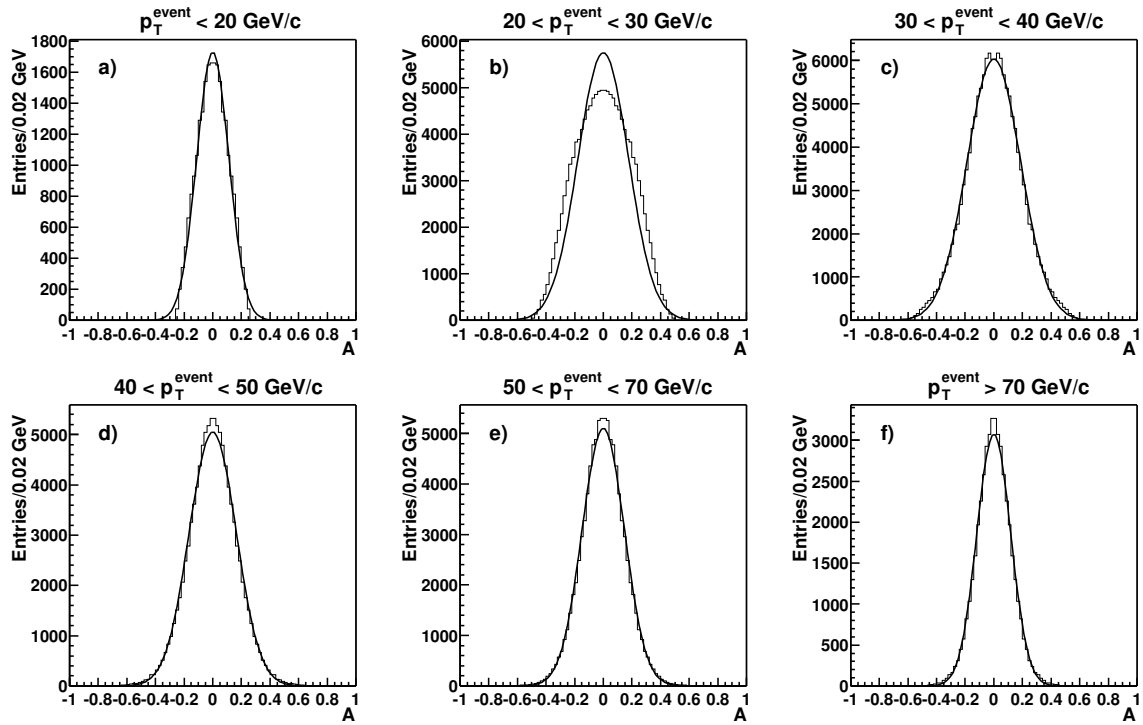 p_T^event < 20 GeV/c
20 < p_T^event < 30 GeV/c
30 < p_T^event < 40 GeV/c
a)
b)
c)
Entries/0.02 GeV
0 200 400 600 800 1000 1200 1400 1600 1800
-1 -0.8 -0.6 -0.4 -0.2 0 0.2 0.4 0.6 0.8 1
A
Entries/0.02 GeV
0 1000 2000 3000 4000 5000 6000
-1 -0.8 -0.6 -0.4 -0.2 0 0.2 0.4 0.6 0.8 1
A
Entries/0.02 GeV
0 1000 2000 3000 4000 5000 6000
-1 -0.8 -0.6 -0.4 -0.2 0 0.2 0.4 0.6 0.8 1
A
40 < p_T^event < 50 GeV/c
50 < p_T^event < 70 GeV/c
p_T^event > 70 GeV/c
d)
e)
f)
Entries/0.02 GeV
0 1000 2000 3000 4000 5000
-1 -0.8 -0.6 -0.4 -0.2 0 0.2 0.4 0.6 0.8 1
A
Entries/0.02 GeV
0 1000 2000 3000 4000 5000
-1 -0.8 -0.6 -0.4 -0.2 0 0.2 0.4 0.6 0.8 1
A
Entries/0.02 GeV
0 500 1000 1500 2000 2500 3000
-1 -0.8 -0.6 -0.4 -0.2 0 0.2 0.4 0.6 0.8 1
A